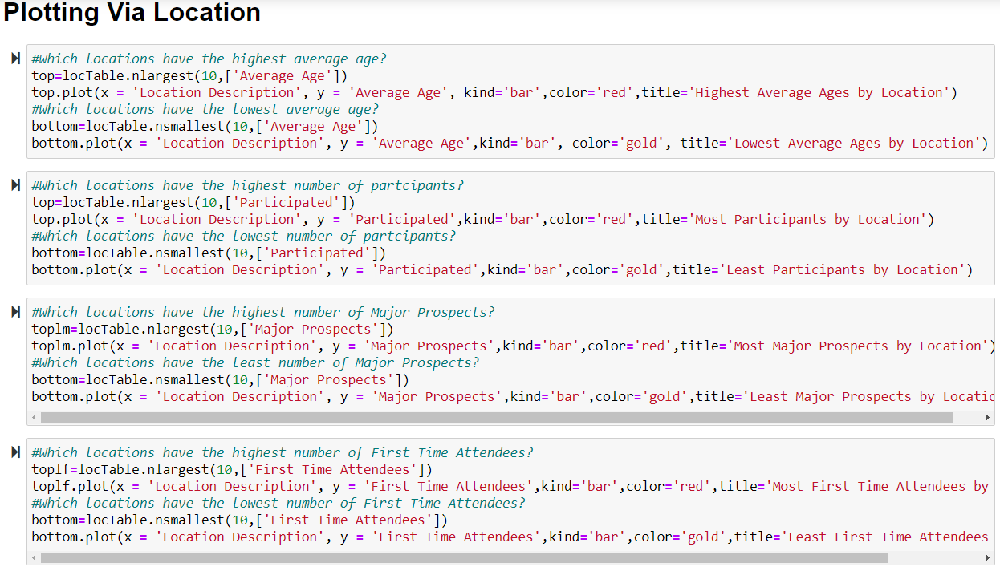 Plotting Via Location
#Which locations have the highest average age?
top=locTable.nlargest(10,['Average Age'])
top.plot(x = 'Location Description', y = 'Average Age', kind='bar',color='red',title='Highest Average Ages by Location')
#Which locations have the lowest average age?
bottom=locTable.nsmallest(10,['Average Age'])
bottom.plot(x = 'Location Description', y = 'Average Age',kind='bar', color='gold', title='Lowest Average Ages by Location')
#Which locations have the highest number of partcipants?
top=locTable.nlargest(10,['Participated'])
top.plot(x = 'Location Description', y = 'Participated',kind='bar',color='red',title='Most Participants by Location')
#Which locations have the lowest number of partcipants?
bottom=locTable.nsmallest(10,['Participated'])
bottom.plot(x = 'Location Description', y = 'Participated',kind='bar',color='gold',title='Least Participants by Location')
#Which locations have the highest number of Major Prospects?
toplm=locTable.nlargest(10,['Major Prospects'])
toplm.plot(x = 'Location Description', y = 'Major Prospects',kind='bar',color='red',title='Most Major Prospects by Location')
#Which locations have the least number of Major Prospects?
bottom=locTable.nsmallest(10,['Major Prospects'])
bottom.plot(x = 'Location Description', y = 'Major Prospects',kind='bar',color='gold',title='Least Major Prospects by Locatio
#Which locations have the highest number of First Time Attendees?
toplf=locTable.nlargest(10,['First Time Attendees'])
toplf.plot(x = 'Location Description', y = 'First Time Attendees',kind='bar',color='red',title='Most First Time Attendees by
#Which locations have the lowest number of First Time Attendees?
bottom=locTable.nsmallest(10,['First Time Attendees'])
bottom.plot(x = 'Location Description', y = 'First Time Attendees',kind='bar',color='gold',title='Least First Time Attendees